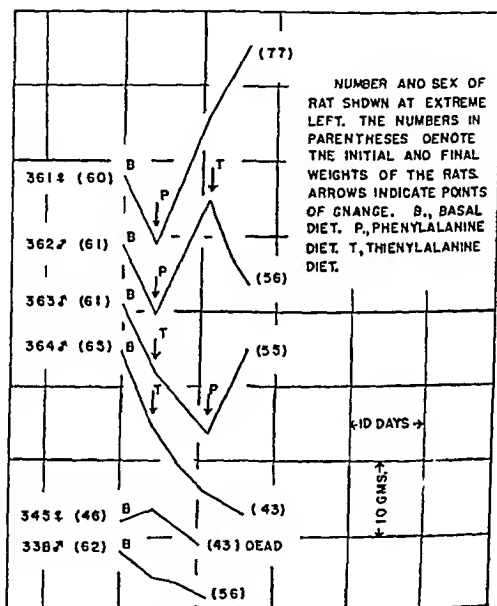 (77)
NUMBER AND SEX OF
RAT SHOWN AT EXTREME
LEFT. THE NUMBERS IN
PARENTHESES DENOTE
THE INITIAL AND FINAL
WEIGHTS OF THE RATS.
ARROWS INDICATE POINTS
OF CHANGE. B., BASAL
DIET. P., PHENYLALANINE
DIET. T, THIENYLALANINE
DIET.
B
T
361♀ (60)
P
B
362♂ (61)
P
(56)
B
363♂ (61)
T
B
364♂ (65)
(55)
T
P
10 DAYS
10 GMS.
B
345♀ (46)
(43)
B
(43) DEAD
338♂ (62)
(56)